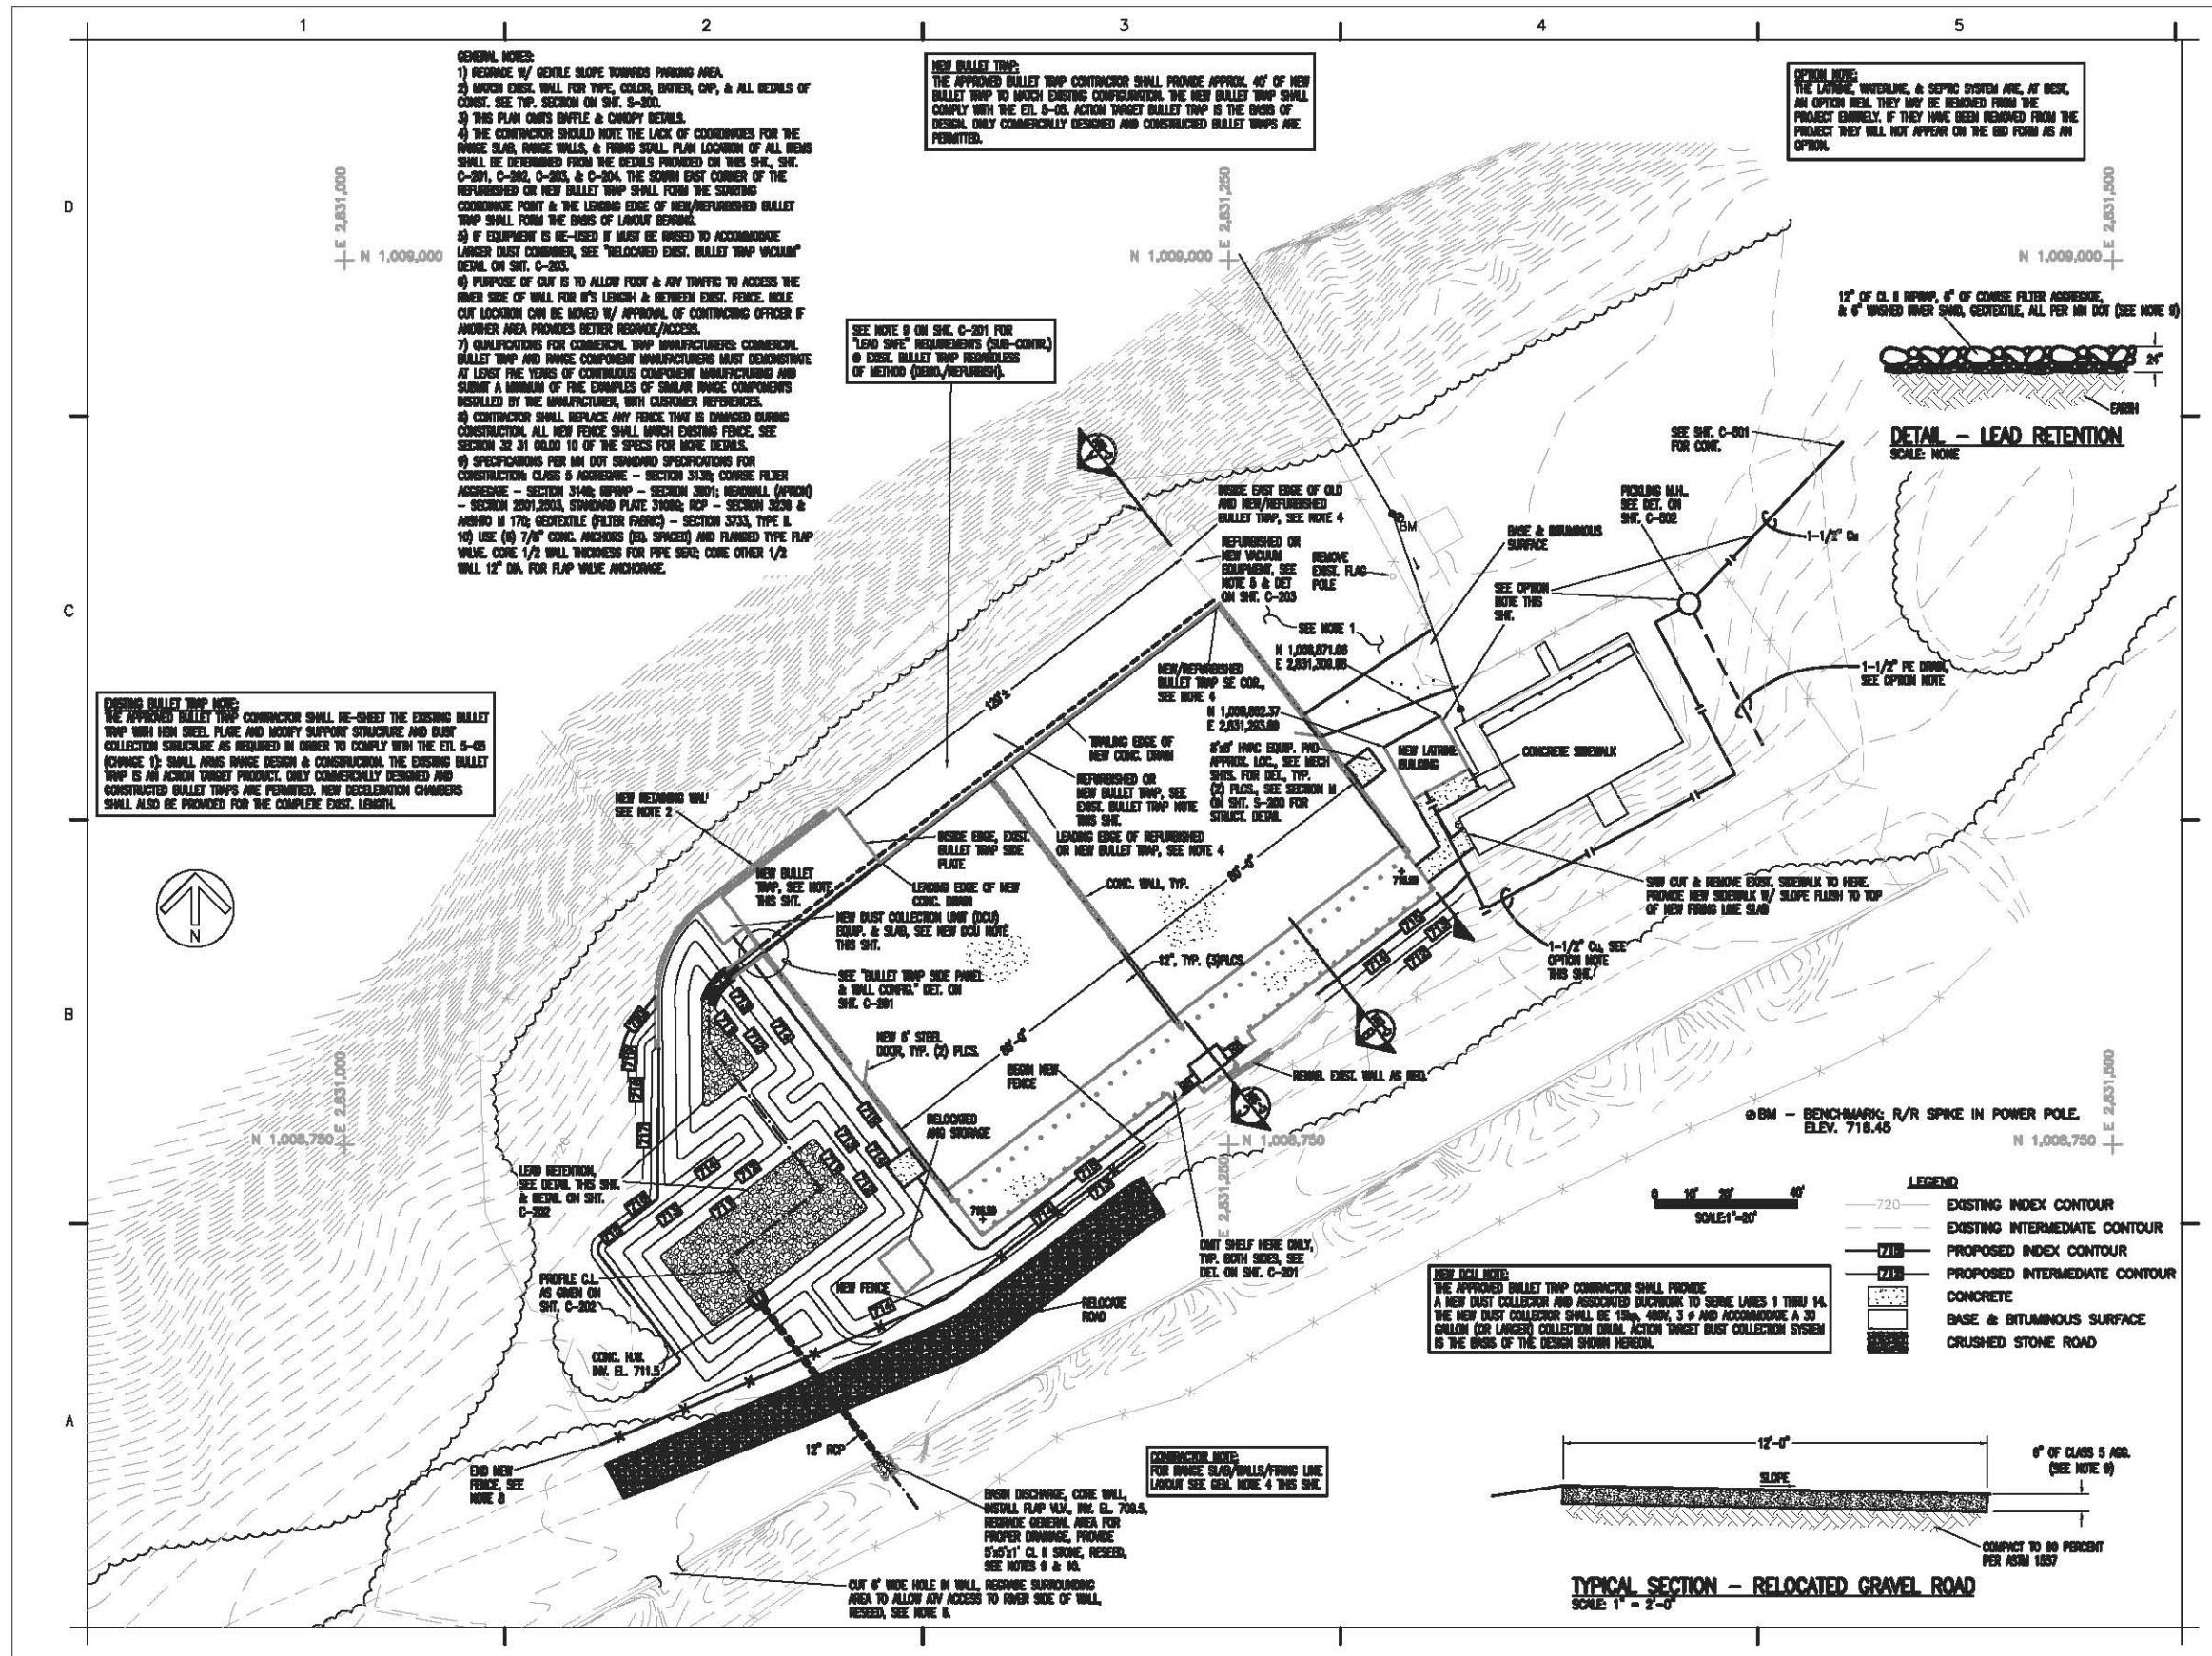 1
2
3
4
5
D
C
B
A
GENERAL NOTES:
1) REGRADE W/ GENTLE SLOPE TOWARDS PARKING AREA.
2) MATCH EXIST. WALL FOR TYPE, COLOR, BATTER, CAP, & ALL DETAILS OF
CONST. SEE TYP. SECTION ON SHT. S-200.
3) THIS PLAN OMITS BAFFLE & CANOPY DETAILS.
4) THE CONTRACTOR SHOULD NOTE THE LACK OF COORDINATES FOR THE
RANGE SLAB, RANGE WALLS, & FIRING STALL. PLAN LOCATION OF ALL ITEMS
SHALL BE DETERMINED FROM THE DETAILS PROVIDED ON THIS SHT., SHT.
C-201, C-202, C-203, & C-204. THE SOUTH EAST CORNER OF THE
REFURBISHED OR NEW BULLET TRAP SHALL FORM THE STARTING
COORDINATE POINT & THE LEADING EDGE OF NEW/REFURBISHED BULLET
TRAP SHALL FORM THE BASIS OF LAYOUT BEARING.
5) IF EQUIPMENT IS RE-USED IT MUST BE RAISED TO ACCOMMODATE
LARGER DUST CONTAINER, SEE "RELOCATED EXIST. BULLET TRAP VACUUM"
DETAIL ON SHT. C-203.
6) PURPOSE OF CUT IS TO ALLOW FOOT & ATV TRAFFIC TO ACCESS THE
RIVER SIDE OF WALL FOR IT'S LENGTH & BETWEEN EXIST. FENCE. HOLE
CUT LOCATION CAN BE MOVED W/ APPROVAL OF CONTRACTING OFFICER IF
ANOTHER AREA PROVIDES BETTER REGRADE/ACCESS.
7) QUALIFICATIONS FOR COMMERCIAL TRAP MANUFACTURERS: COMMERCIAL
BULLET TRAP AND RANGE COMPONENT MANUFACTURERS MUST DEMONSTRATE
AT LEAST FIVE YEARS OF CONTINUOUS COMPONENT MANUFACTURING AND
SUBMIT A MINIMUM OF FIVE EXAMPLES OF SIMILAR RANGE COMPONENTS
INSTALLED BY THE MANUFACTURER, WITH CUSTOMER REFERENCES.
8) CONTRACTOR SHALL REPLACE ANY FENCE THAT IS DAMAGED DURING
CONSTRUCTION. ALL NEW FENCE SHALL MATCH EXISTING FENCE, SEE
SECTION 32 31 00.00 10 OF THE SPECS FOR MORE DETAILS.
9) SPECIFICATIONS PER MN DOT STANDARD SPECIFICATIONS FOR
CONSTRUCTION: CLASS 5 AGGREGATE - SECTION 3138; COARSE FILTER
AGGREGATE - SECTION 3149; RIPRAP - SECTION 3601; HEADWALL (APRON)
- SECTION 2501,2503, STANDARD PLATE RCP - SECTION 3236 &
AASHTO M 170; GEOTEXTILE (FILTER FABRIC) - SECTION 3733, TYPE II.
10) USE (8) 7/8" CONC. ANCHORS (EQ. SPACED) AND FLANGED TYPE FLAP
VALVE. CORE 1/2 WALL THICKNESS FOR PIPE SEAT; CORE OTHER 1/2
WALL 12" DIA. FOR FLAP VALVE ANCHORAGE.
NEW BULLET TRAP:
THE APPROVED BULLET TRAP CONTRACTOR SHALL PROVIDE APPROX. 40' OF NEW
BULLET TRAP TO MATCH EXISTING CONFIGURATION. THE NEW BULLET TRAP SHALL
COMPLY WITH THE ETL 5-05. ACTION TARGET BULLET TRAP IS THE BASIS OF
DESIGN. ONLY COMMERCIALLY DESIGNED AND CONSTRUCTED BULLET TRAPS ARE
PERMITTED.
OPTION NOTE:
THE LATRINE, WATERLINE, & SEPTIC SYSTEM ARE, AT BEST,
AN OPTION ITEM. THEY MAY BE REMOVED FROM THE
PROJECT ENTIRELY. IF THEY HAVE BEEN REMOVED FROM THE
PROJECT THEY WILL NOT APPEAR ON THE BID FORM AS AN
OPTION.
E 2,831,000
N 1,009,000
E 2,831,250
N 1,009,000
E 2,831,500
N 1,009,000
12" OF CL II RIPRAP, 6" OF COARSE FILTER AGGREGATE,
& 6" WASHED RIVER SAND, GEOTEXTILE, ALL PER MN DOT (SEE NOTE 9)
24"
EARTH
DETAIL - LEAD RETENTION
SCALE: NONE
SEE NOTE 9 ON SHT. C-201 FOR
"LEAD SAFE" REQUIREMENTS (SUB-CONTR.)
@ EXIST. BULLET TRAP REGARDLESS
OF METHOD (DEMO./REFURBISH).
SEE SHT. C-501
FOR CONT.
PICKLING M.H.,
SEE DET. ON
SHT. C-502
1-1/2" Cu
INSIDE EAST EDGE OF OLD
AND NEW/REFURBISHED
BULLET TRAP, SEE NOTE 4
BM
BASE & BITUMINOUS
SURFACE
REFURBISHED OR
NEW VACUUM
EQUIPMENT, SEE
NOTE 5 & DET
ON SHT. C-203
REMOVE
EXIST. FLAG
POLE
SEE OPTION
NOTE THIS
SHT.
SEE NOTE 1
N 1,008,871.66
1-1/2" PE DRAIN,
SEE OPTION NOTE
NEW/REFURBISHED
BULLET TRAP SE COR.,
SEE NOTE 4
N 1,008,862.37
E 2,831,293.89
120'±
EXISTING BULLET TRAP NOTE:
THE APPROVED BULLET TRAP CONTRACTOR SHALL RE-SHEET THE EXISTING BULLET
TRAP WITH NEW STEEL PLATE AND MODIFY SUPPORT STRUCTURE AND DUST
COLLECTION STRUCTURE AS REQUIRED IN ORDER TO COMPLY WITH THE ETL 5-05
(CHANGE 1): SMALL ARMS RANGE DESIGN & CONSTRUCTION. THE EXISTING BULLET
TRAP IS AN ACTION TARGET PRODUCT. ONLY COMMERCIALLY DESIGNED AND
CONSTRUCTED BULLET TRAPS ARE PERMITTED. NEW DECELERATION CHAMBERS
SHALL ALSO BE PROVIDED FOR THE COMPLETE EXIST. LENGTH.
TRAILING EDGE OF
NEW CONC. DRAIN
8'x8' HVAC EQUIP. PAD
APPROX. LOC., SEE MECH
SHTS. FOR DET., TYP.
(2) PLCS., SEE SECTION M
ON SHT. S-200 FOR
STRUCT. DETAIL
NEW LATRINE
BUILDING
CONCRETE SIDEWALK
REFURBISHED OR
NEW BULLET TRAP, SEE
EXIST. BULLET TRAP NOTE
THIS SHT.
NEW RETAINING WALL
SEE NOTE 2
INSIDE EDGE, EXIST.
BULLET TRAP SIDE
PLATE
LEADING EDGE OF REFURBISHED
OR NEW BULLET TRAP, SEE NOTE 4
NEW BULLET
TRAP, SEE NOTE
THIS SHT.
LEADING EDGE OF NEW
CONC. DRAIN
CONC. WALL, TYP.
NEW DUST COLLECTION UNIT (DCU)
EQUIP. & SLAB, SEE NEW DCU NOTE
THIS SHT.
SAW CUT & REMOVE EXIST. SIDEWALK TO HERE.
PROVIDE NEW SIDEWALK W/ SLOPE FLUSH TO TOP
OF NEW FIRING LINE SLAB
N
SEE "BULLET TRAP SIDE PANEL
& WALL CONFIG." DET. ON
SHT. C-201
12", TYP. (3)PLCS.
1-1/2" Cu, SEE
OPTION NOTE
THIS SHT.
NEW 6' STEEL
DOOR, TYP. (2) PLCS.
BEGIN NEW
FENCE
REHAB. EXIST. WALL AS REQ.
RELOCATED
ANG STORAGE
E 2,831,000
N 1,008,750
E 2,831,250
N 1,008,750
E 2,831,500
N 1,008,750
BM - BENCHMARK; R/R SPIKE IN POWER POLE,
ELEV. 718.45
720
LEAD RETENTION,
SEE DETAIL THIS SHT.
& DETAIL ON SHT.
C-202
0 10' 20' 40'
SCALE:1"=20'
LEGEND
720 EXISTING INDEX CONTOUR
EXISTING INTERMEDIATE CONTOUR
PROPOSED INDEX CONTOUR
PROPOSED INTERMEDIATE CONTOUR
CONCRETE
BASE & BITUMINOUS SURFACE
CRUSHED STONE ROAD
OMIT SHELF HERE ONLY,
TYP. BOTH SIDES, SEE
DET. ON SHT. C-201
PROFILE C.L.
AS GIVEN ON
SHT. C-202
NEW FENCE
RELOCATE
ROAD
CONC. H.W.
INV. EL. 711.5
NEW DCU NOTE:
THE APPROVED BULLET TRAP CONTRACTOR SHALL PROVIDE
A NEW DUST COLLECTOR AND ASSOCIATED DUCTWORK TO SERVE LANES 1 THRU 14.
THE NEW DUST COLLECTOR SHALL BE 15hp, 480V, 3 ø AND ACCOMMODATE A 30
GALLON (OR LARGER) COLLECTION DRUM. ACTION TARGET DUST COLLECTION SYSTEM
IS THE BASIS OF THE DESIGN SHOWN HEREON.
12" RCP
END NEW
FENCE, SEE
NOTE 8
CONTRACTOR NOTE:
FOR RANGE SLAB/WALLS/FIRING LINE
LAYOUT SEE GEN. NOTE 4 THIS SHT.
BASIN DISCHARGE, CORE WALL,
INSTALL FLAP VLV., INV. EL. 709.5,
REGRADE GENERAL AREA FOR
PROPER DRAINAGE, PROVIDE
5'x5'x1' CL II STONE, RESEED,
SEE NOTES 9 & 10.
CUT 6' WIDE HOLE IN WALL, REGRADE SURROUNDING
AREA TO ALLOW ATV ACCESS TO RIVER SIDE OF WALL,
RESEED, SEE NOTE 6.
12'-0"
SLOPE
6" OF CLASS 5 AGG.
(SEE NOTE 9)
COMPACT TO 90 PERCENT
PER ASTM 1557
TYPICAL SECTION - RELOCATED GRAVEL ROAD
SCALE: 1" = 2'-0"